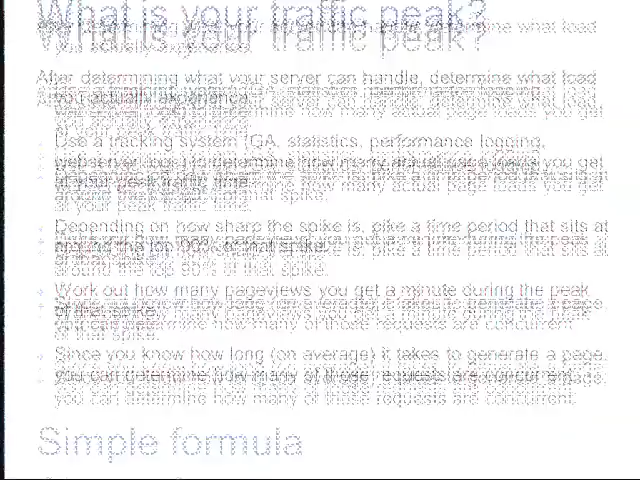 What is your traffic peak?
After determining what your server can handle, determine what load
you actually experience.
Use a tracking system (GA, statistics, performance logging,
webserver logs) to determine how many actual page loads you get
at your peak traffic time.
Depending on how sharp the spike is, pike a time period that sits at
around the top 90% of that spike.
Work out how many pageviews you get a minute during the peak
of that spike.
Since you know how long (on average) it takes to generate a page,
you can determine how many of those requests are concurrent
Simple formula